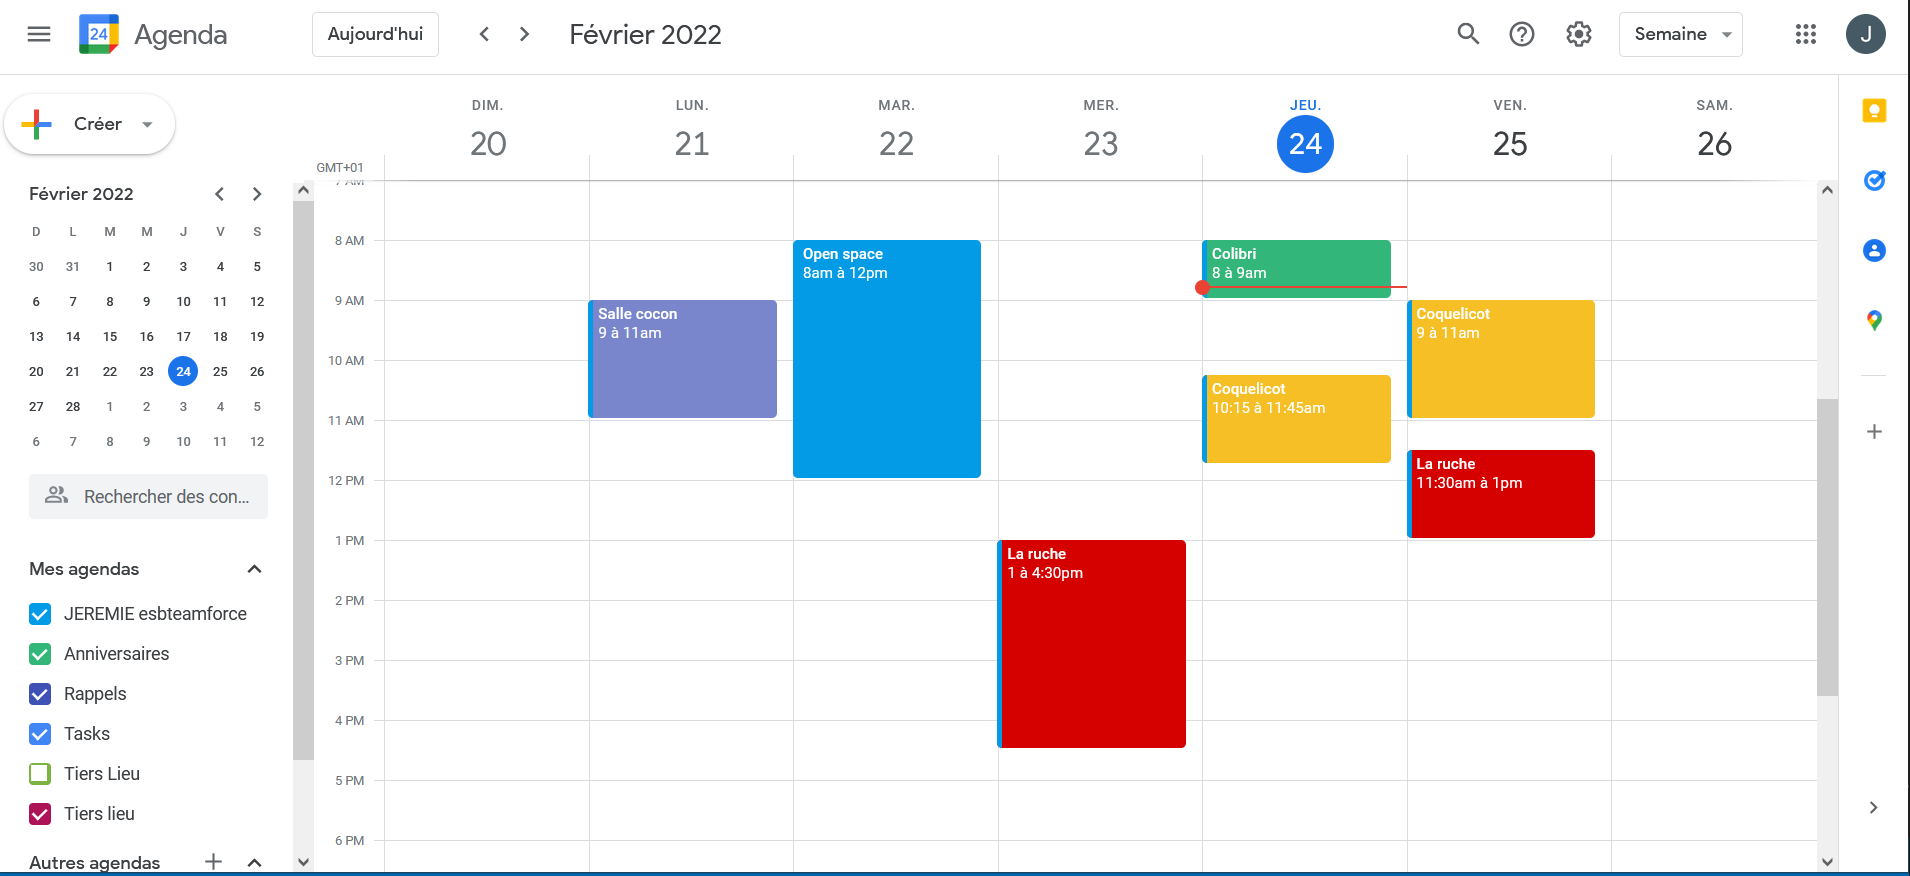 24 Agenda Aujourd'hui Février 2022 Semaine J
Créer
DIM. LUN. MAR. MER. JEU. VEN. SAM.
20 21 22 23 24 25 26
GMT+01
Février 2022
D L M M J V S
30 31 1 2 3 4 5
6 7 8 9 10 11 12
13 14 15 16 17 18 19
20 21 22 23 24 25 26
27 28 1 2 3 4 5
6 7 8 9 10 11 12
Rechercher des con...
Mes agendas
JEREMIE esbteamforce
Anniversaires
Rappels
Tasks
Tiers Lieu
Tiers lieu
Autres agendas
7 AM
8 AM
9 AM
10 AM
11 AM
12 PM
1 PM
2 PM
3 PM
4 PM
5 PM
6 PM
Salle cocon
9 à 11am
Open space
8am à 12pm
La ruche
1 à 4:30pm
Colibri
8 à 9am
Coquelicot
10:15 à 11:45am
Coquelicot
9 à 11am
La ruche
11:30am à 1pm